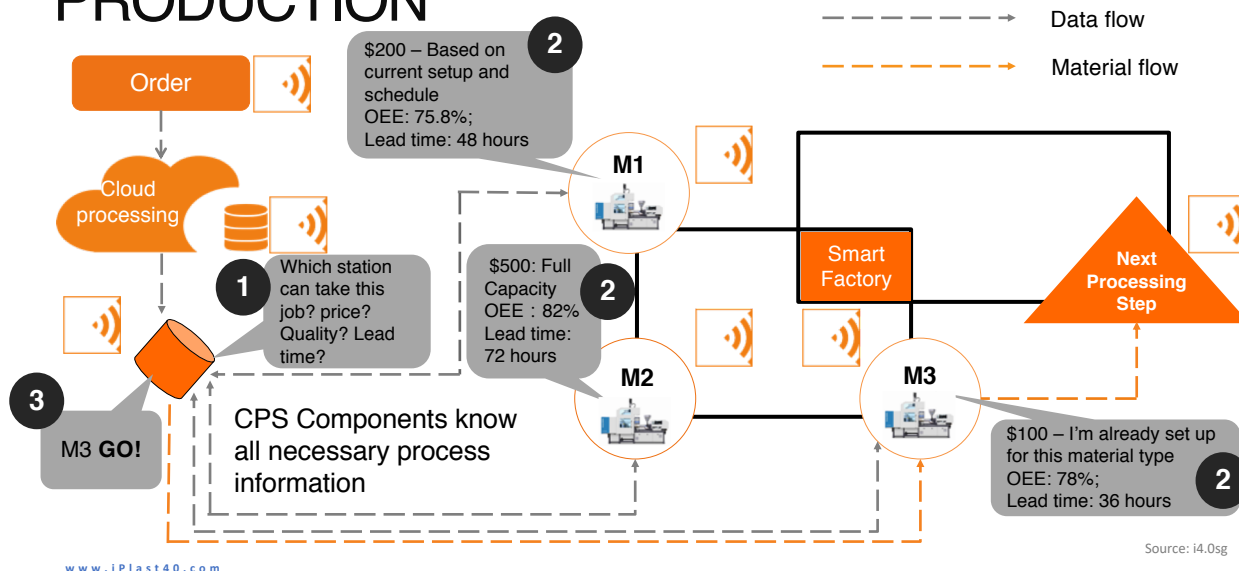 PRODUCTION
Data flow
Material flow
Order
$200 – Based on
current setup and
schedule
OEE: 75.8%;
Lead time: 48 hours
2
M1
Cloud
processing
Which station
can take this
job? price?
Quality? Lead
time?
1
$500: Full
Capacity
OEE : 82%
Lead time:
72 hours
2
Smart
Factory
Next
Processing
Step
M2
M3
3
M3 GO!
CPS Components know
all necessary process
information
$100 – I’m already set up
for this material type
OEE: 78%;
Lead time: 36 hours
2
Source: i4.0sg
www.iPlast40.com